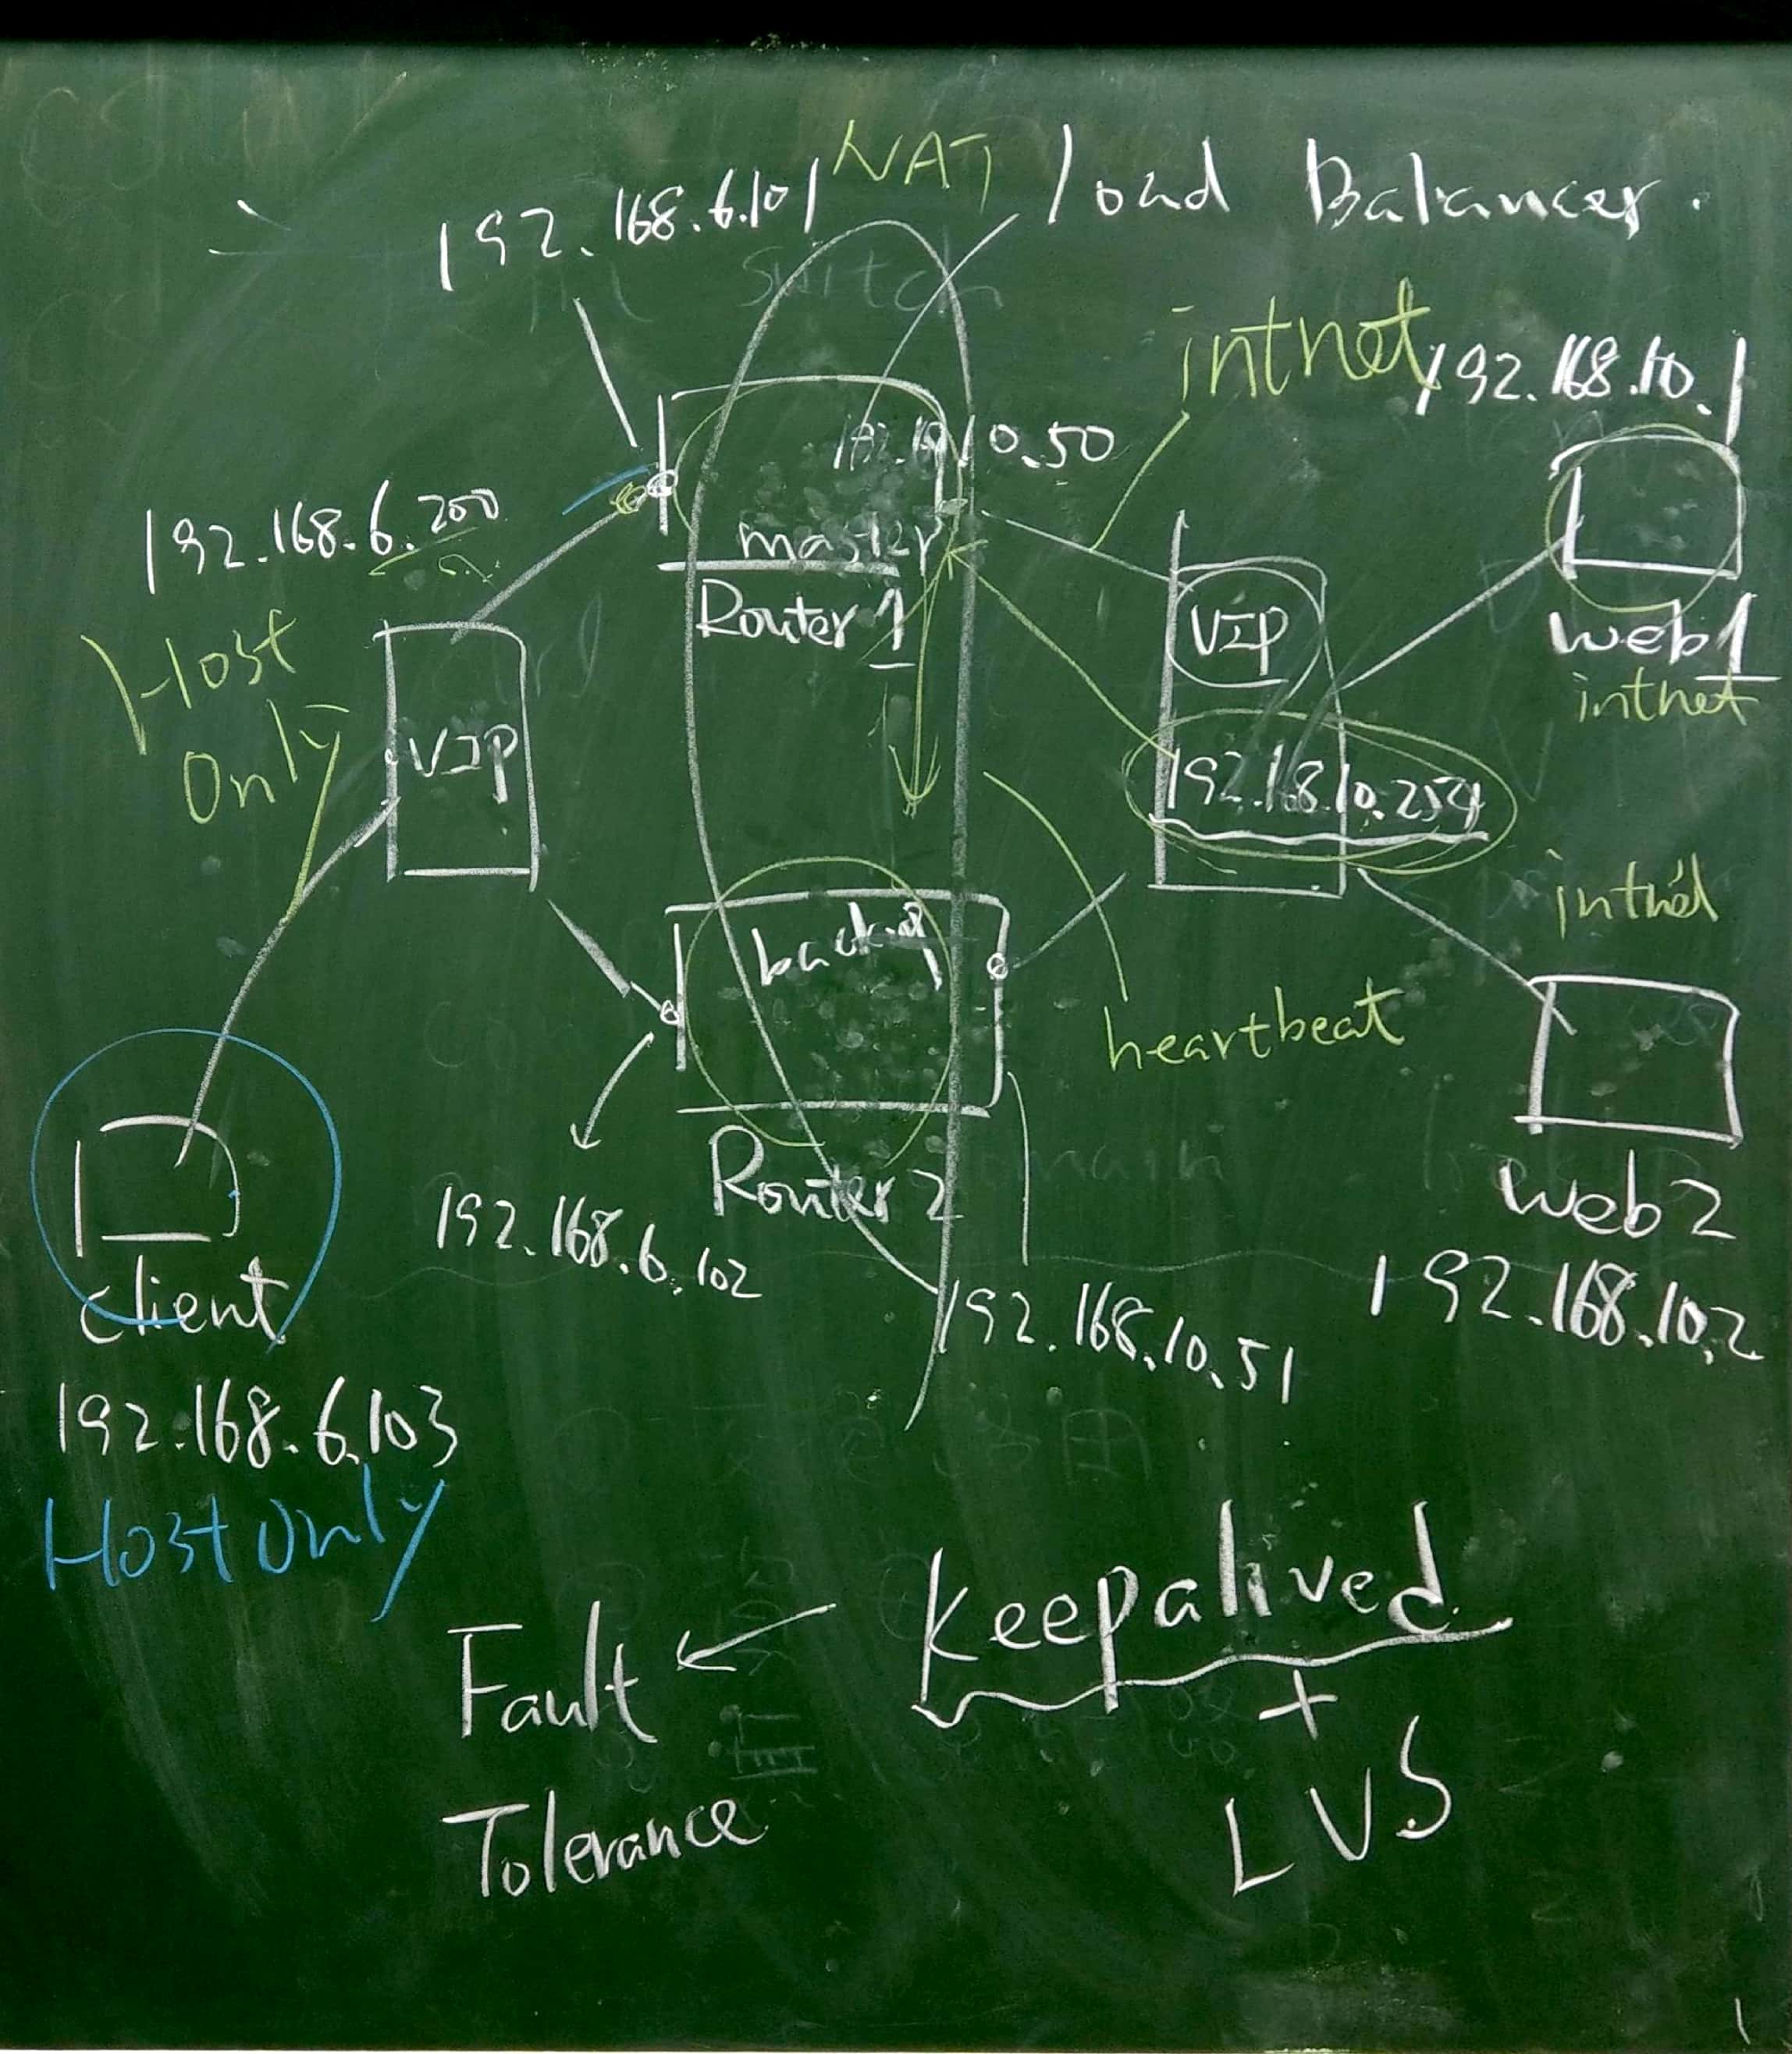 NAT
load Balancer.
192.168.6.101
switch
intnet
192.168.10.1
192.168.10.50
192.168.6.200
master
Router 1
VIP
web1
intnet
Host
Only
VIP
192.168.10.254
intnet
backup
heartbeat
Router 2
192.168.6.102
web2
client
192.168.10.51
192.168.10.2
192.168.6.103
Host Only
keepalived
Fault
+
Tolerance
LVS